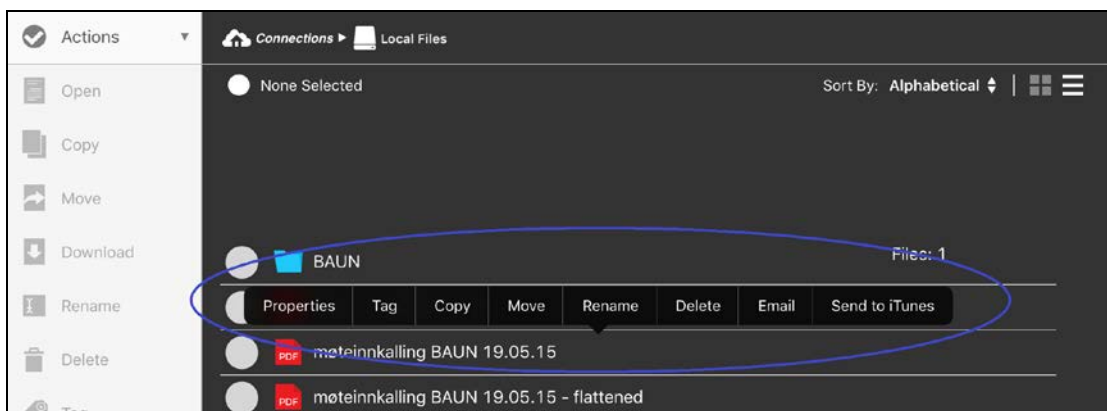 Actions
Connections Local Files
None Selected
Sort By: Alphabetical
Open
Copy
Move
Download
Rename
Delete
Tag
BAUN
Files: 1
Properties Tag Copy Move Rename Delete Email Send to iTunes
PDF møteinnkalling BAUN 19.05.15
PDF møteinnkalling BAUN 19.05.15 - flattened